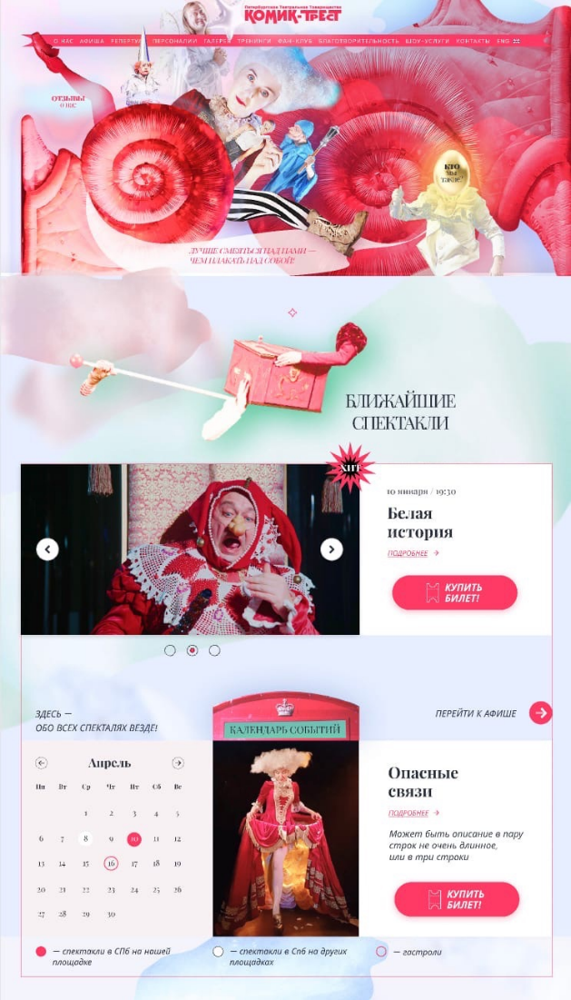 Петербургское Театральное Товарищество
КОМИК-ТРЕСТ
О НАС АФИША РЕПЕРТУАР ПЕРСОНАЛИИ ГАЛЕРЕЯ ТРЕНИНГИ ФАН-КЛУБ БЛАГОТВОРИТЕЛЬНОСТЬ ШОУ-УСЛУГИ КОНТАКТЫ ENG
ОТЗЫВЫ
о нас
КТО
мы
такие?
ЛУЧШЕ СМЕЯТЬСЯ НАД НАМИ —
ЧЕМ ПЛАКАТЬ НАД СОБОЙ!
БЛИЖАЙШИЕ
СПЕКТАКЛИ
ХИТ
10 января / 19:30
Белая
история
ПОДРОБНЕЕ
КУПИТЬ
БИЛЕТ!
ЗДЕСЬ —
ОБО ВСЕХ СПЕКТАЛЯХ ВЕЗДЕ!
КАЛЕНДАРЬ СОБЫТИЙ
ПЕРЕЙТИ К АФИШЕ
Апрель
Пн Вт Ср Чт Пт Сб Вс
1 2 3 4 5
6 7 8 9 10 11 12
13 14 15 16 17 18 19
20 21 22 23 24 25 26
27 28 29 30
Опасные
связи
ПОДРОБНЕЕ
Может быть описание в пару
строк не очень длинное,
или в три строки
КУПИТЬ
БИЛЕТ!
— спектакли в СПб на нашей
площадке
— спектакли в Спб на других
площадках
— гастроли